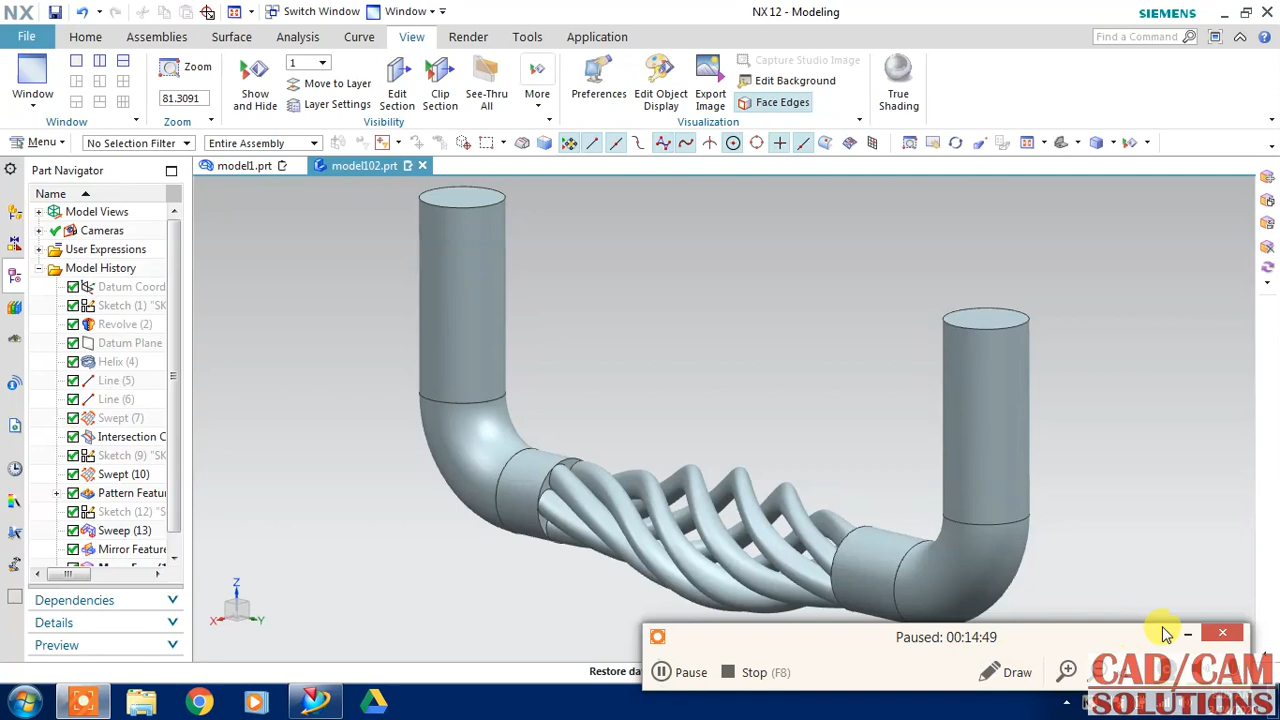 NX
Switch Window
Window
NX 12 - Modeling
SIEMENS
File
Home
Assemblies
Surface
Analysis
Curve
View
Render
Tools
Application
Find a Command
Window
Window
Zoom
81.3091
Zoom
Show and Hide
1
Move to Layer
Layer Settings
Edit Section
Clip Section
See-Thru All
More
Visibility
Preferences
Edit Object Display
Export Image
Capture Studio Image
Edit Background
Face Edges
Visualization
True Shading
Menu
No Selection Filter
Entire Assembly
Part Navigator
model1.prt
model102.prt
Name
Model Views
Cameras
User Expressions
Model History
Datum Coord
Sketch (1) "SK
Revolve (2)
Datum Plane
Helix (4)
Line (5)
Line (6)
Swept (7)
Intersection C
Sketch (9) "SK
Swept (10)
Pattern Featur
Sketch (12) "S
Sweep (13)
Mirror Feature
Dependencies
Details
Preview
Z
X
Y
Restore da
Paused: 00:14:49
Pause
Stop (F8)
Draw
CAD/CAM
SOLUTIONS